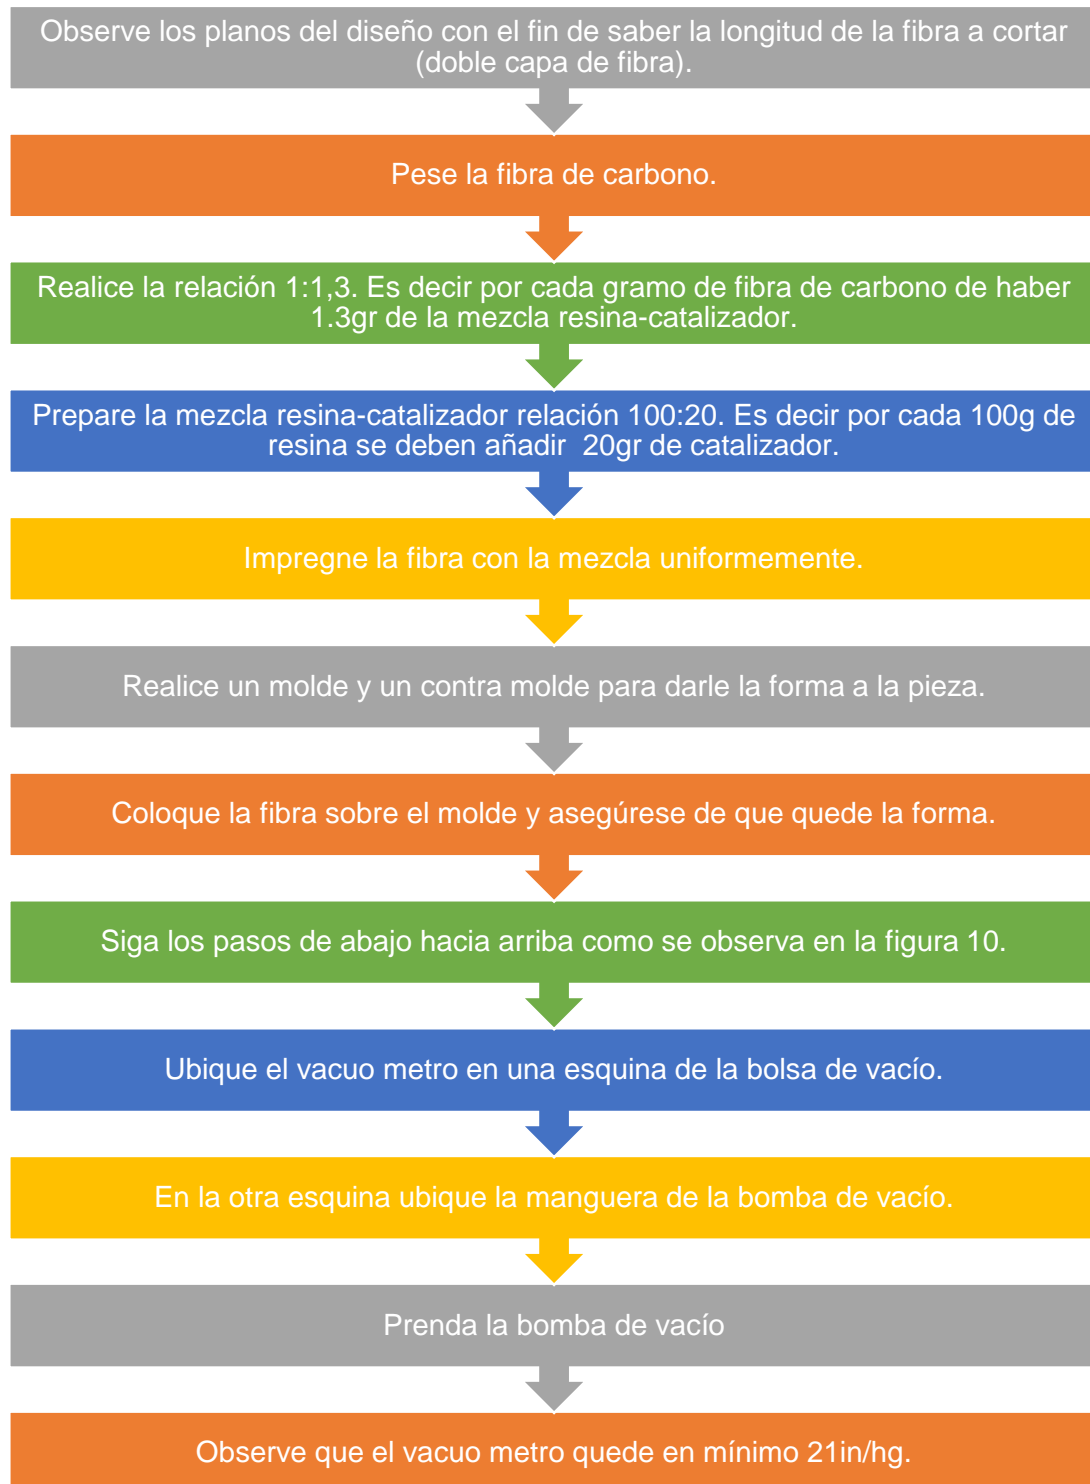 Observe los planos del diseño con el fin de saber la longitud de la fibra a cortar
(doble capa de fibra).
Pese la fibra de carbono.
Realice la relación 1:1,3. Es decir por cada gramo de fibra de carbono de haber
1.3gr de la mezcla resina-catalizador.
Prepare la mezcla resina-catalizador relación 100:20. Es decir por cada 100g de
resina se deben añadir  20gr de catalizador.
Impregne la fibra con la mezcla uniformemente.
Realice un molde y un contra molde para darle la forma a la pieza.
Coloque la fibra sobre el molde y asegúrese de que quede la forma.
Siga los pasos de abajo hacia arriba como se observa en la figura 10.
Ubique el vacuo metro en una esquina de la bolsa de vacío.
En la otra esquina ubique la manguera de la bomba de vacío.
Prenda la bomba de vacío
Observe que el vacuo metro quede en mínimo 21in/hg.